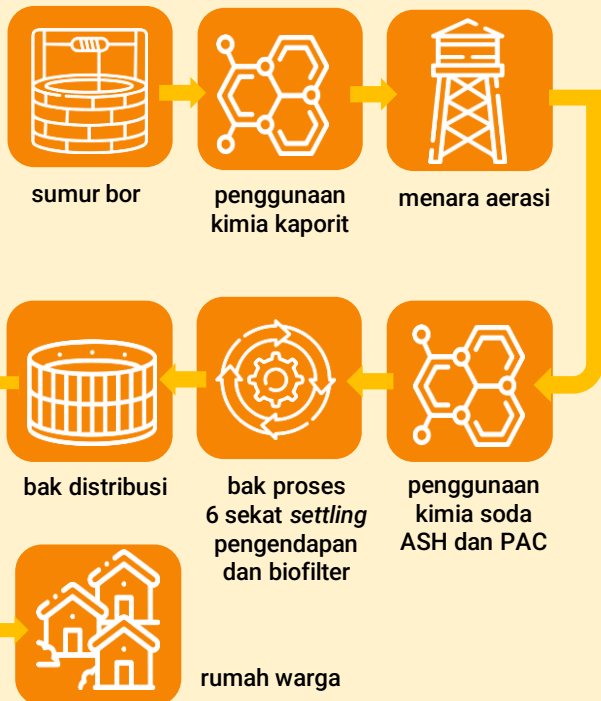 sumur bor
penggunaan
kimia kaporit
menara aerasi
bak distribusi
bak proses
6 sekat settling
pengendapan
dan biofilter
penggunaan
kimia soda
ASH dan PAC
rumah warga